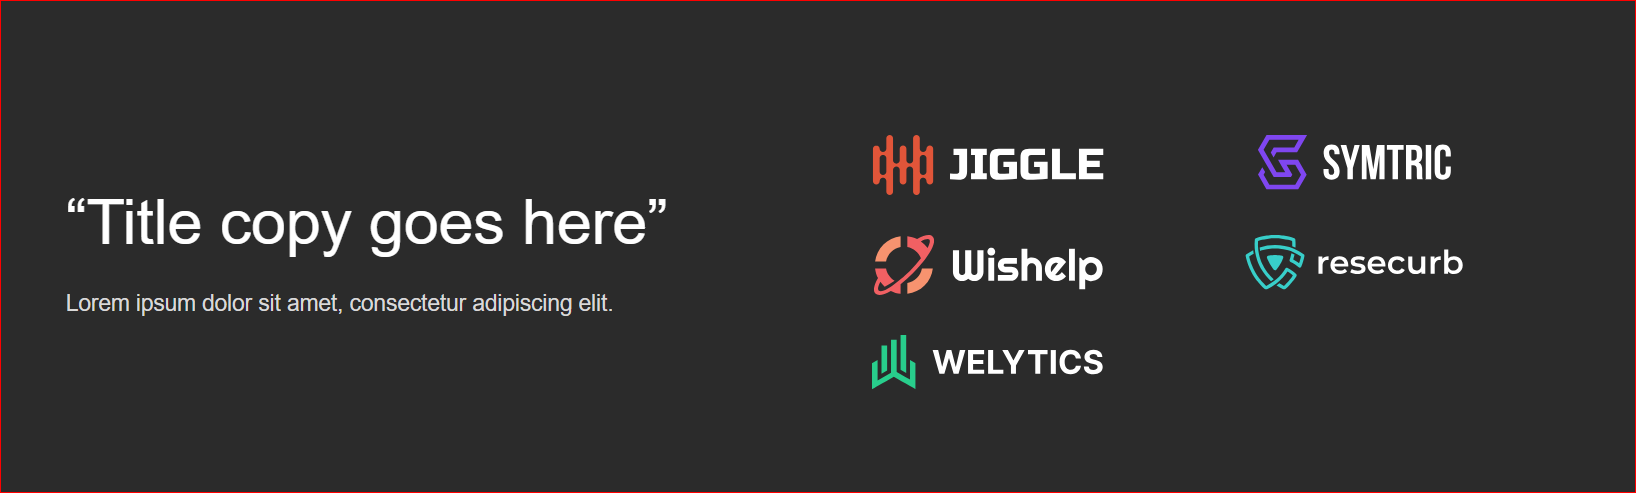 “Title copy goes here”
Lorem ipsum dolor sit amet, consectetur adipiscing elit.
JIGGLE
SYMTRIC
Wishelp
resecurb
WELYTICS